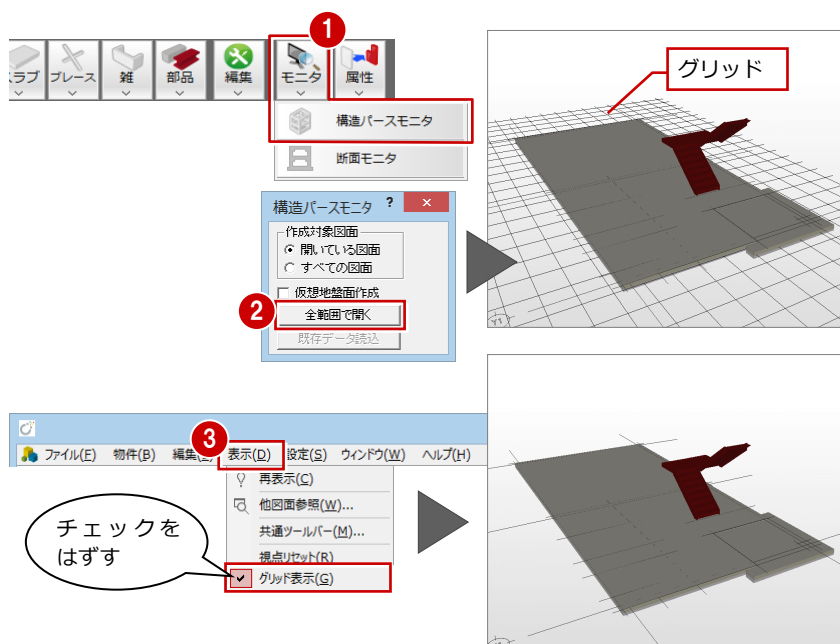 1
スラブ ブレース 雑 部品 編集 モニタ 属性
構造パースモニタ
断面モニタ
グリッド
構造パースモニタ ? ×
作成対象図面
開いている図面
すべての図面
仮想地盤面作成
2
全範囲で開く
既存データ読込
Y1
3
ファイル(F) 物件(B) 編集 表示(D) 設定(S) ウィンドウ(W) ヘルプ(H)
再表示(C)
他図面参照(W)...
共通ツールバー(M)...
視点リセット(R)
グリッド表示(G)
チェックを
はずす